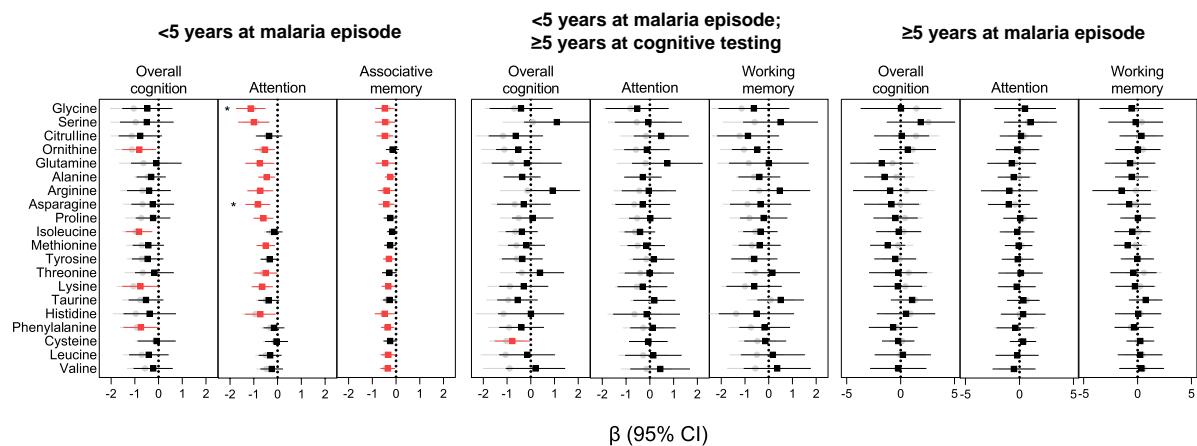 <5 years at malaria episode
<5 years at malaria episode;
≥5 years at cognitive testing
≥5 years at malaria episode
Overall
cognition
Attention
Associative
memory
Overall
cognition
Attention
Working
memory
Overall
cognition
Attention
Working
memory
Glycine
*
Serine
Citrulline
Ornithine
Glutamine
Alanine
Arginine
Asparagine
*
Proline
Isoleucine
Methionine
Tyrosine
Threonine
Lysine
Taurine
Histidine
Phenylalanine
Cysteine
Leucine
Valine
-2 -1 0 1 2
-2 -1 0 1 2
-2 -1 0 1 2
-2 -1 0 1 2
-2 -1 0 1 2
-2 -1 0 1 2
-5 0 5
-5 0 5
-5 0 5
β (95% CI)